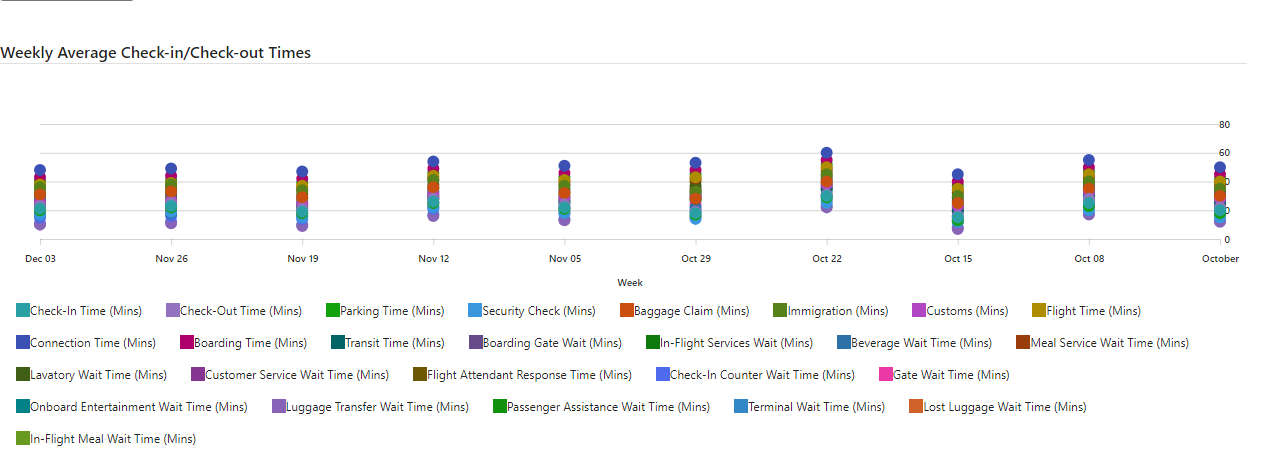 Weekly Average Check-in/Check-out Times
80
60
0
0
0
Dec 03 Nov 26 Nov 19 Nov 12 Nov 05 Oct 29 Oct 22 Oct 15 Oct 08 October
Week
Check-In Time (Mins) Check-Out Time (Mins) Parking Time (Mins) Security Check (Mins) Baggage Claim (Mins) Immigration (Mins) Customs (Mins) Flight Time (Mins)
Connection Time (Mins) Boarding Time (Mins) Transit Time (Mins) Boarding Gate Wait (Mins) In-Flight Services Wait (Mins) Beverage Wait Time (Mins) Meal Service Wait Time (Mins)
Lavatory Wait Time (Mins) Customer Service Wait Time (Mins) Flight Attendant Response Time (Mins) Check-In Counter Wait Time (Mins) Gate Wait Time (Mins)
Onboard Entertainment Wait Time (Mins) Luggage Transfer Wait Time (Mins) Passenger Assistance Wait Time (Mins) Terminal Wait Time (Mins) Lost Luggage Wait Time (Mins)
In-Flight Meal Wait Time (Mins)